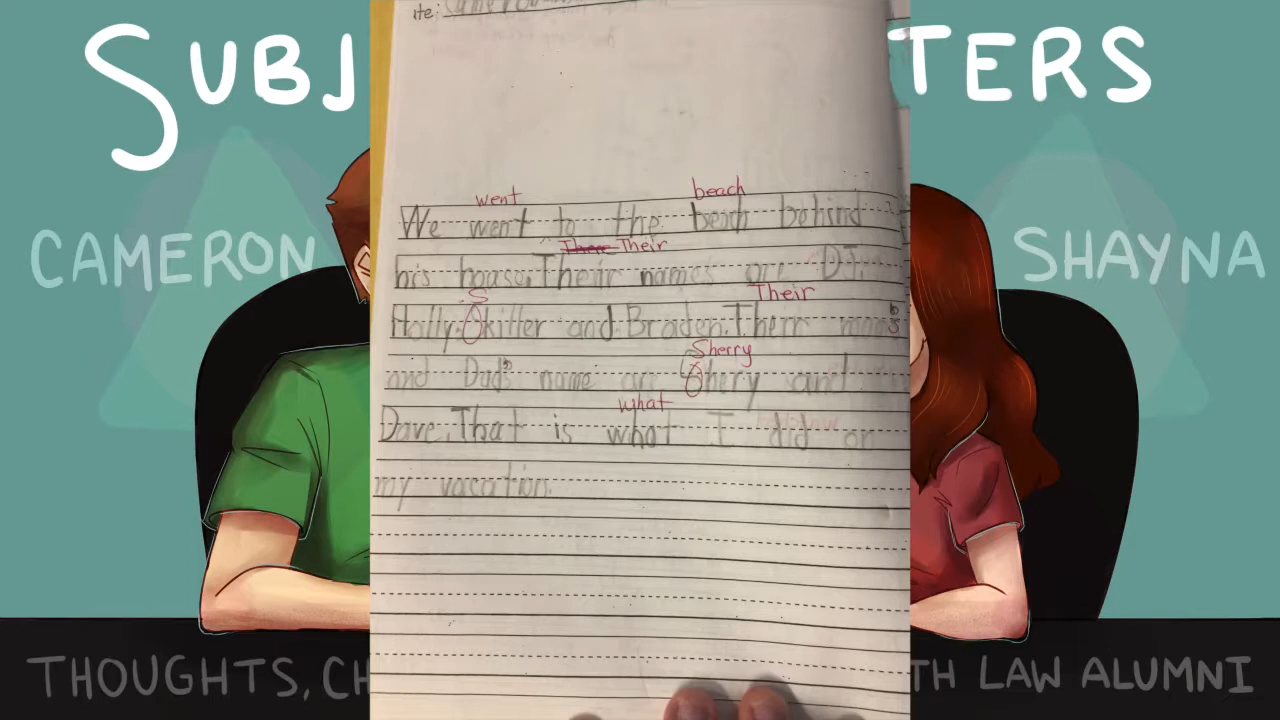 SUBJ
TERS
CAMERON
SHAYNA
went beach
We went to the beach behind
There Their
his house. Their names are DJ,
S Their
Holly. Skiller and Braden. Their mom's
Sherry
and Dad's name are Shery and
what
Dave. That is what I did on
my vacation.
THOUGHTS, CH
TH LAW ALUMNI